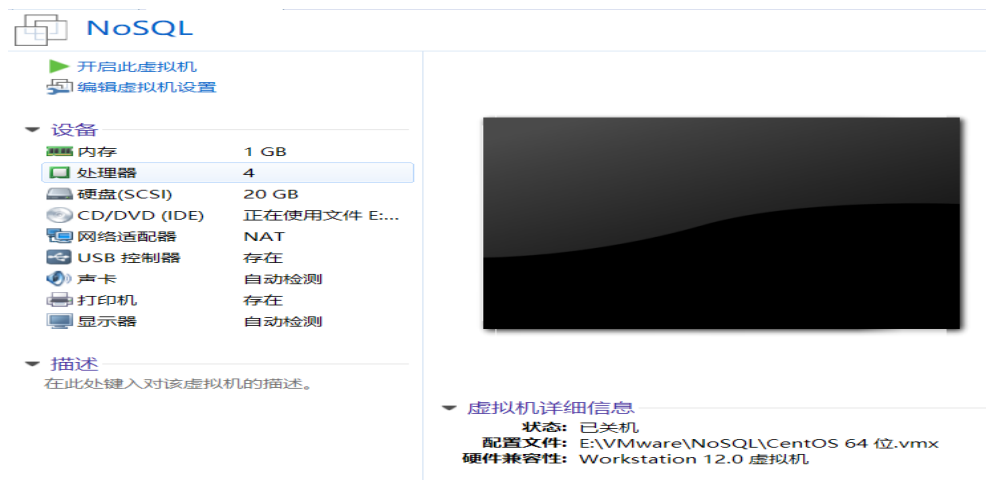 NoSQL
开启此虚拟机
编辑虚拟机设置
设备
内存 1 GB
处理器 4
硬盘(SCSI) 20 GB
CD/DVD (IDE) 正在使用文件 E:...
网络适配器 NAT
USB 控制器 存在
声卡 自动检测
打印机 存在
显示器 自动检测
描述
在此处键入对该虚拟机的描述。
虚拟机详细信息
状态: 已关机
配置文件: E:\VMware\NoSQL\CentOS 64 位.vmx
硬件兼容性: Workstation 12.0 虚拟机